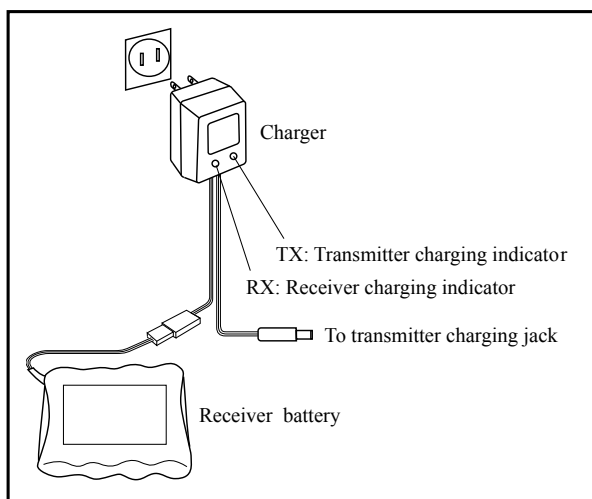 Charger
TX: Transmitter charging indicator
RX: Receiver charging indicator
To transmitter charging jack
Receiver battery